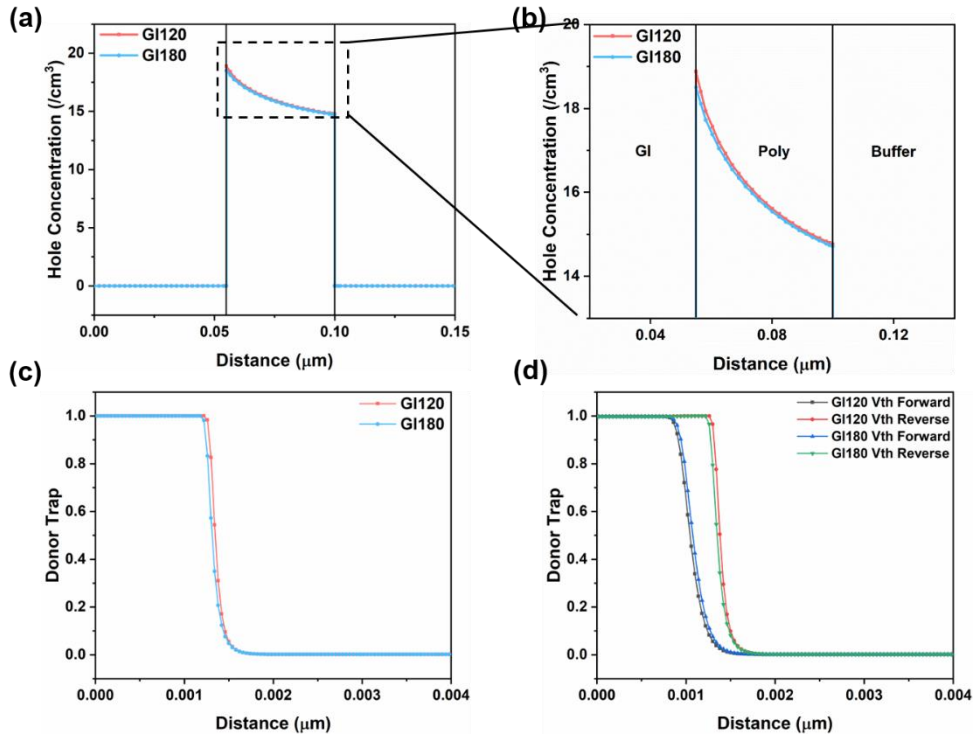 (a)
GI120
GI180
20
15
10
5
0
Hole Concentration (/cm³)
0.00
0.05
0.10
0.15
Distance (μm)
(b)
GI120
GI180
20
18
16
14
Hole Concentration (/cm³)
GI
Poly
Buffer
0.04
0.08
0.12
Distance (μm)
(c)
GI120
GI180
1.0
0.8
0.6
0.4
0.2
0.0
Donor Trap
0.000
0.001
0.002
0.003
0.004
Distance (μm)
(d)
GI120 Vth Forward
GI120 Vth Reverse
GI180 Vth Forward
GI180 Vth Reverse
1.0
0.8
0.6
0.4
0.2
0.0
Donor Trap
0.000
0.001
0.002
0.003
0.004
Distance (μm)